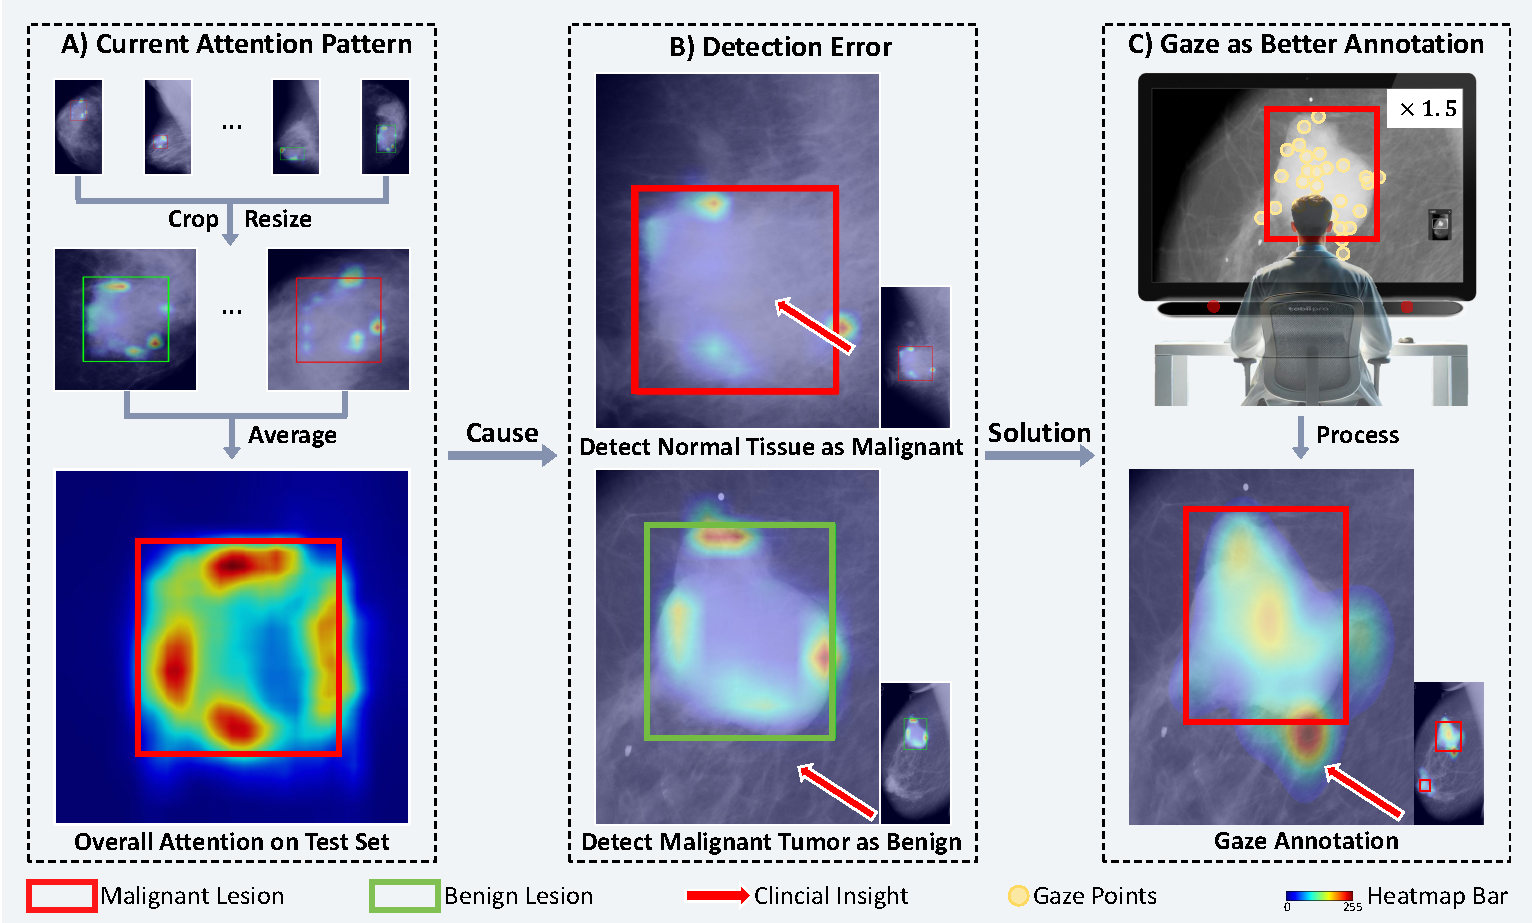 A) Current Attention Pattern
...
Crop Resize
...
Average
Overall Attention on Test Set
Cause
B) Detection Error
Detect Normal Tissue as Malignant
Detect Malignant Tumor as Benign
Solution
C) Gaze as Better Annotation
× 1.5
tobii pro
Process
Gaze Annotation
Malignant Lesion
Benign Lesion
Clincial Insight
Gaze Points
0 255
Heatmap Bar